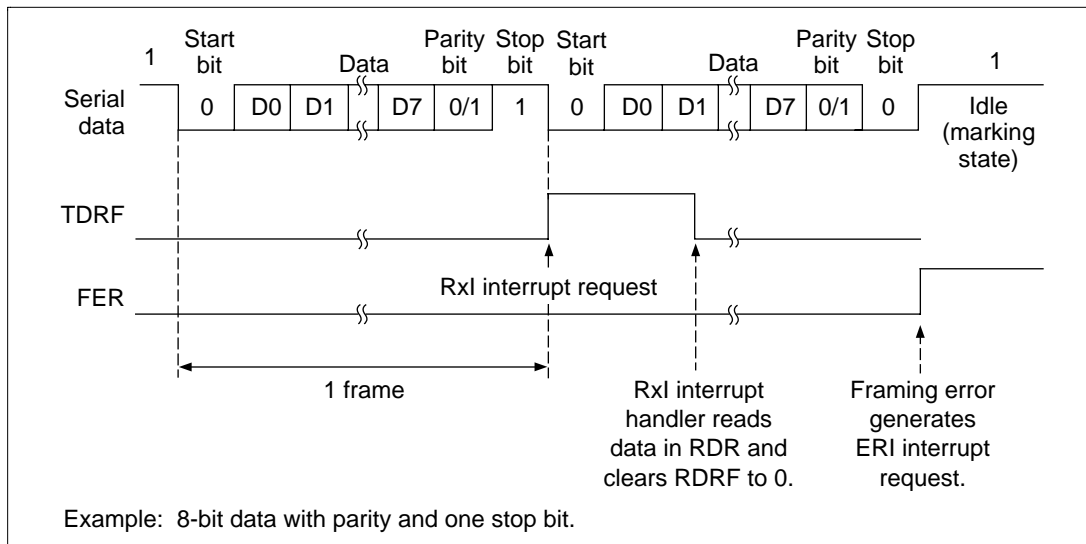 Start Parity Stop Start Parity Stop
1 bit Data bit bit bit Data bit bit 1
Serial data 0 D0 D1 D7 0/1 1 0 D0 D1 D7 0/1 0 Idle (marking state)
TDRF
RxI interrupt request
FER
1 frame
RxI interrupt
handler reads
data in RDR and
clears RDRF to 0.
Framing error
generates
ERI interrupt
request.
Example: 8-bit data with parity and one stop bit.